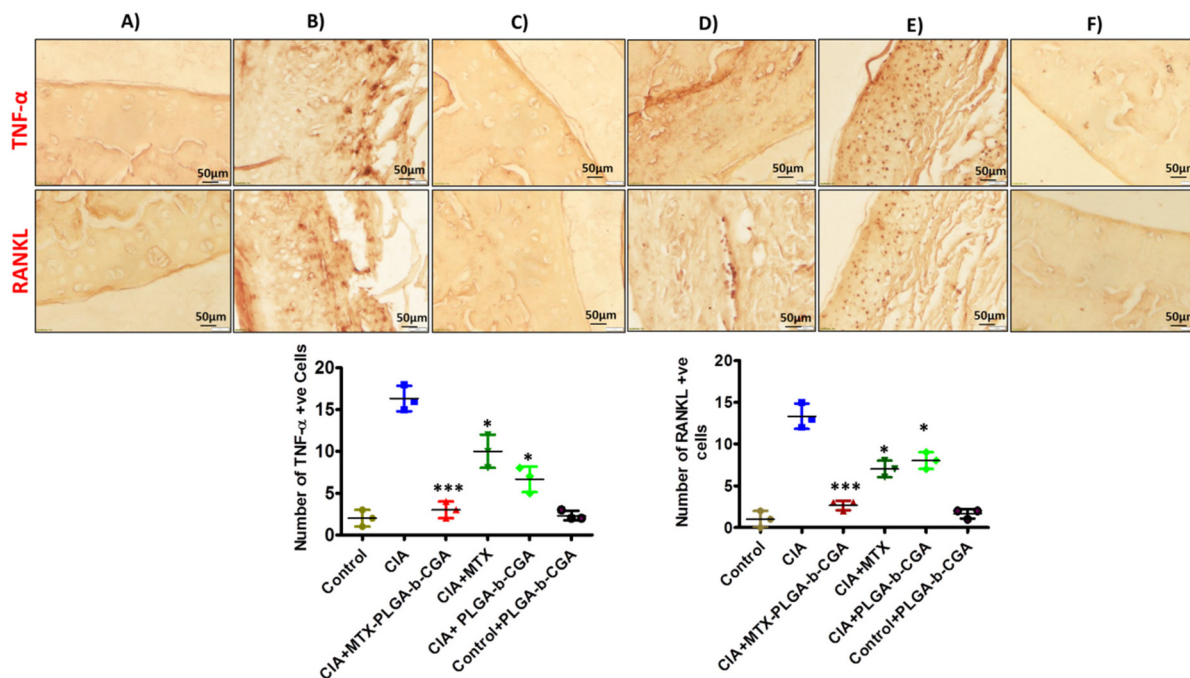 A) B) C) D) E) F)
TNF-α
50µm 50µm 50µm 50µm 50µm 50µm
RANKL
50µm 50µm 50µm 50µm 50µm 50µm
Number of TNF-α +ve Cells
20
15
10
5
0
*
*
***
Control
CIA
CIA+MTX-PLGA-b-CGA
CIA+MTX
CIA+ PLGA-b-CGA
Control+PLGA-b-CGA
Number of RANKL +ve
cells
20
15
10
5
0
*
*
***
Control
CIA
CIA+MTX-PLGA-b-CGA
CIA+MTX
CIA+PLGA-b-CGA
Control+PLGA-b-CGA